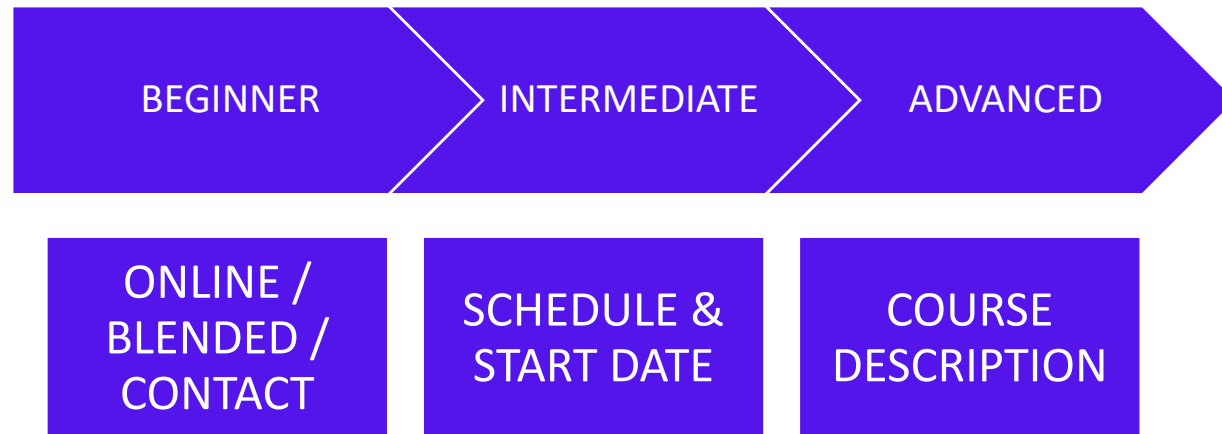 BEGINNER
INTERMEDIATE
ADVANCED
ONLINE /
BLENDED /
CONTACT
SCHEDULE &
START DATE
COURSE
DESCRIPTION